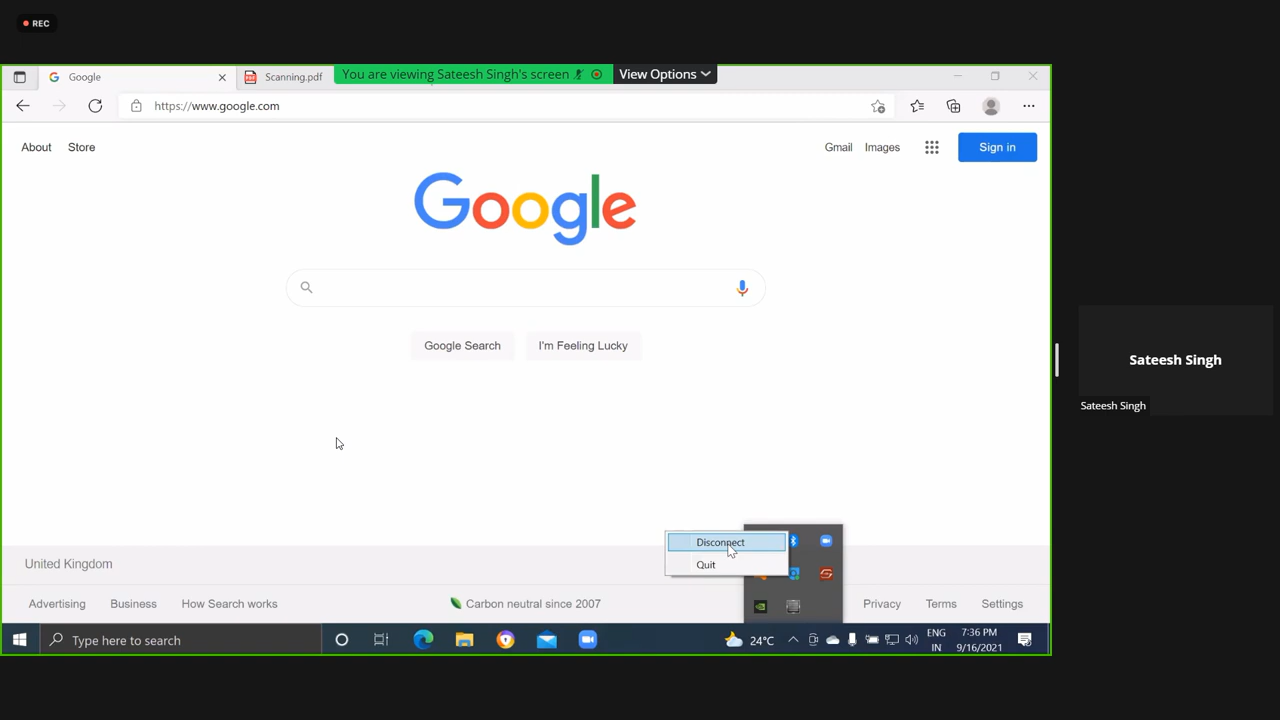 REC
Google
Scanning.pdf
You are viewing Sateesh Singh's screen
View Options
https://www.google.com
About
Store
Gmail
Images
Sign in
Google
Google Search
I'm Feeling Lucky
Sateesh Singh
Sateesh Singh
Disconnect
Quit
United Kingdom
Advertising
Business
How Search works
Carbon neutral since 2007
Privacy
Terms
Settings
Type here to search
24°C
ENG
IN
7:36 PM
9/16/2021